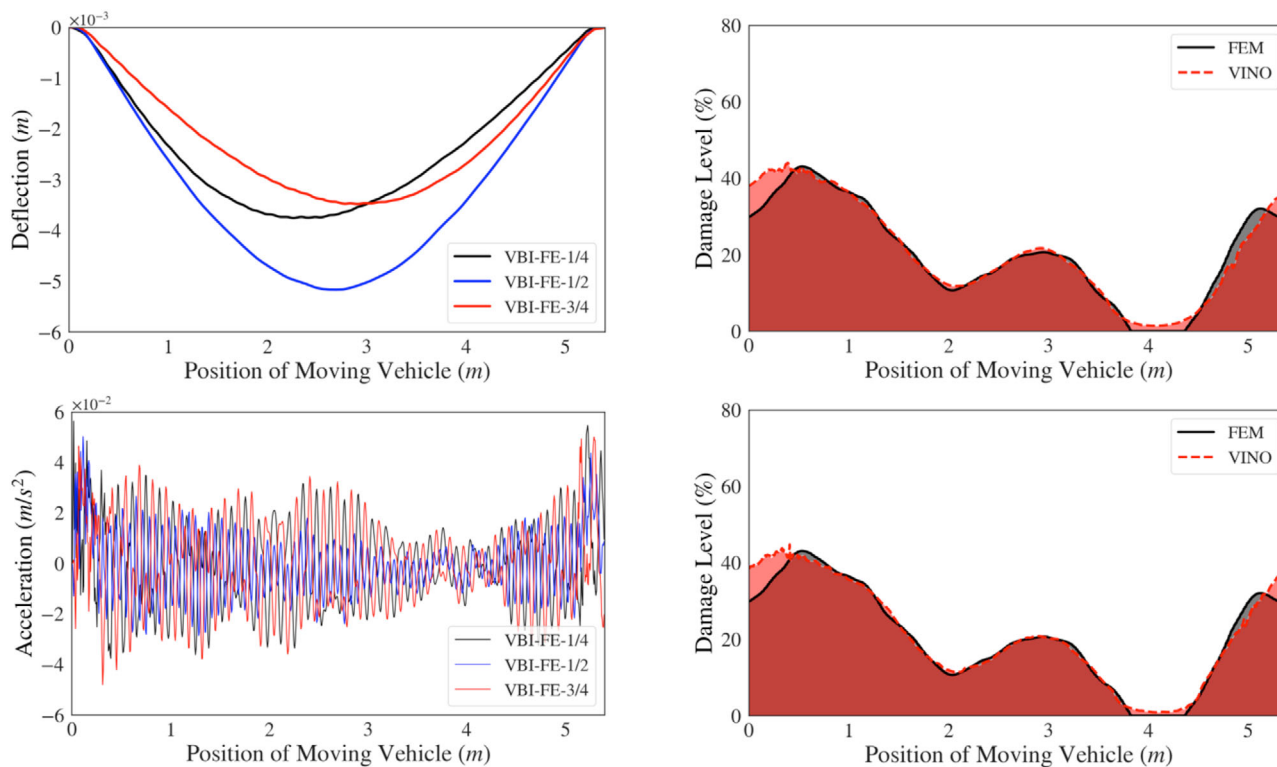 ×10⁻³
0
−1
−2
−3
−4
−5
−6
Deflection (m)
VBI-FE-1/4
VBI-FE-1/2
VBI-FE-3/4
0 1 2 3 4 5
Position of Moving Vehicle (m)
80
60
40
20
0
Damage Level (%)
FEM
VINO
0 1 2 3 4 5
Position of Moving Vehicle (m)
×10⁻²
6
4
2
0
−2
−4
−6
Acceleration (m/s²)
VBI-FE-1/4
VBI-FE-1/2
VBI-FE-3/4
0 1 2 3 4 5
Position of Moving Vehicle (m)
80
60
40
20
0
Damage Level (%)
FEM
VINO
0 1 2 3 4 5
Position of Moving Vehicle (m)